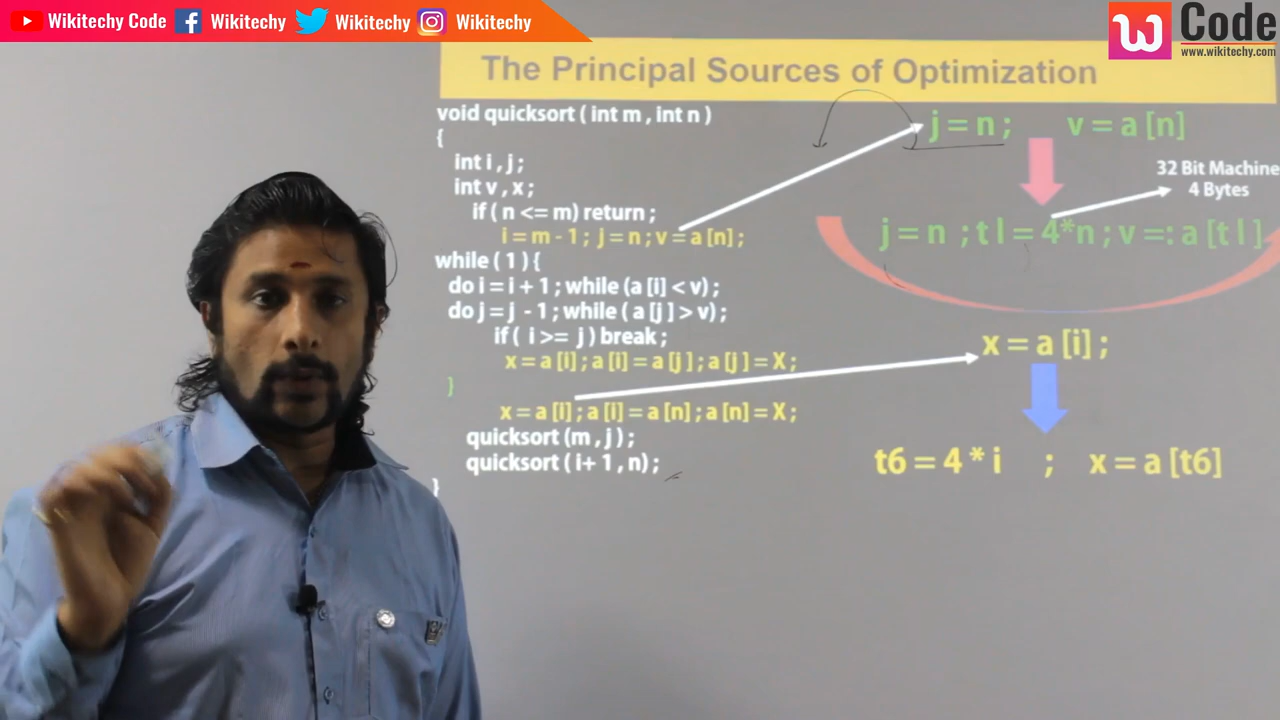 Wikitechy Code Wikitechy Wikitechy Wikitechy
W Code
www.wikitechy.com
The Principal Sources of Optimization
void quicksort ( int m , int n )
{
int i , j ;
int v , x ;
if ( n <= m) return ;
i = m - 1 ; j = n ; v = a [n] ;
while ( 1 ) {
do i = i + 1 ; while (a [i] < v) ;
do j = j - 1 ; while ( a [j ] > v) ;
if ( i >= j ) break ;
x = a [i] ; a [i] = a [j ] ; a [j ] = X ;
}
x = a [i] ; a [i] = a [n] ; a [n] = X ;
quicksort (m , j ) ;
quicksort ( i+ 1 , n) ;
}
j = n ; v = a [n]
32 Bit Machine
4 Bytes
j = n ; t l = 4*n ; v =: a [t l ]
x = a [i] ;
t6 = 4 * i ; x = a [t6]